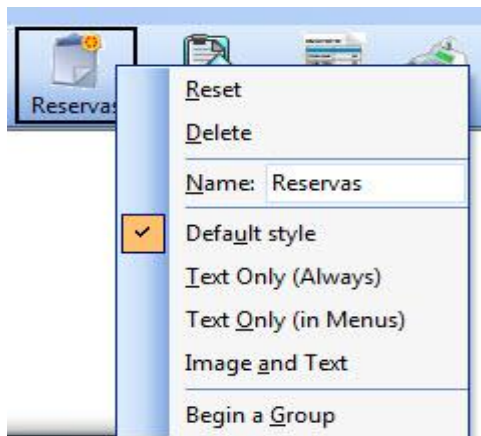 Reservas
Reset
Delete
Name: Reservas
Default style
Text Only (Always)
Text Only (in Menus)
Image and Text
Begin a Group